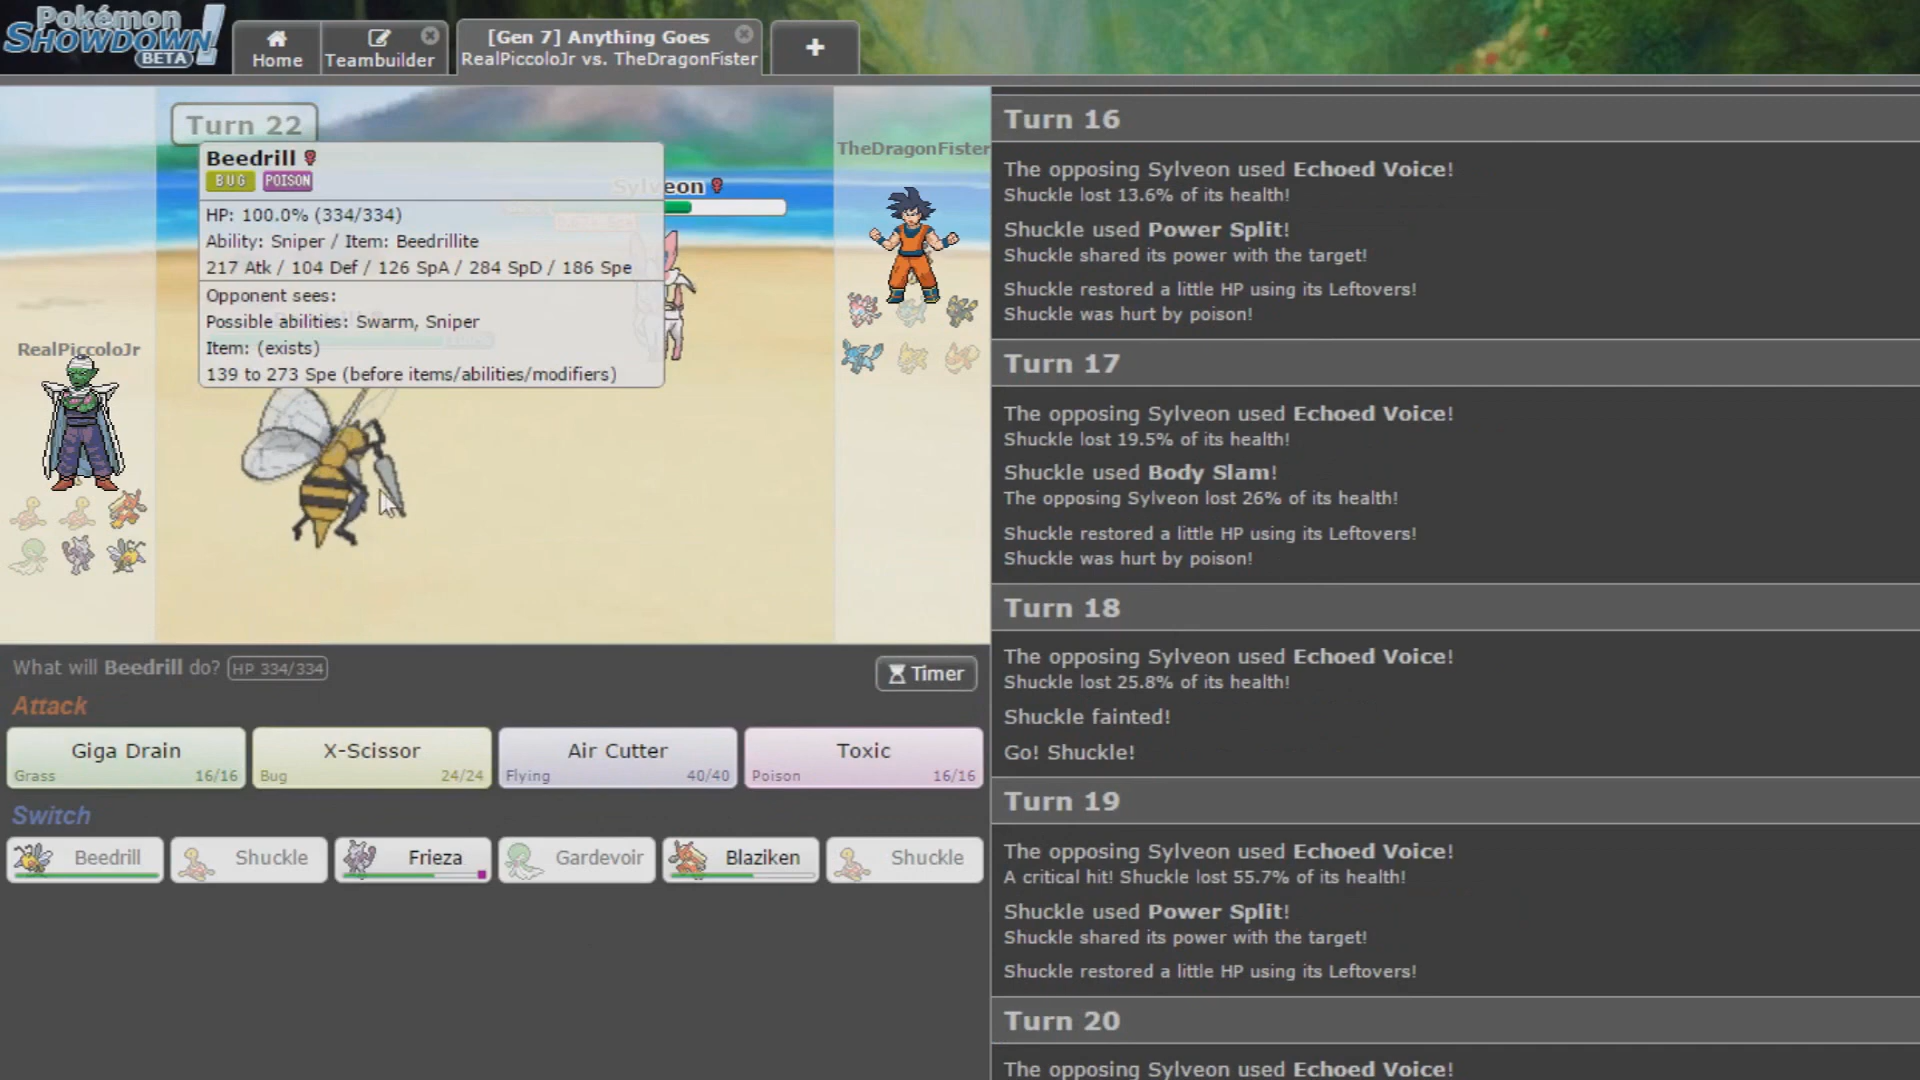 Pokémon
SHOWDOWN!
BETA
Home
Teambuilder
[Gen 7] Anything Goes
RealPiccoloJr vs. TheDragonFister
+
Turn 22
Beedrill
BUG POISON
HP: 100.0% (334/334)
Ability: Sniper / Item: Beedrillite
217 Atk / 104 Def / 126 SpA / 284 SpD / 186 Spe
Opponent sees:
Possible abilities: Swarm, Sniper
Item: (exists)
139 to 273 Spe (before items/abilities/modifiers)
Sylveon
TheDragonFister
RealPiccoloJr
What will Beedrill do? HP 334/334
Timer
Attack
Giga Drain
Grass 16/16
X-Scissor
Bug 24/24
Air Cutter
Flying 40/40
Toxic
Poison 16/16
Switch
Beedrill
Shuckle
Frieza
Gardevoir
Blaziken
Shuckle
Turn 16
The opposing Sylveon used Echoed Voice!
Shuckle lost 13.6% of its health!
Shuckle used Power Split!
Shuckle shared its power with the target!
Shuckle restored a little HP using its Leftovers!
Shuckle was hurt by poison!
Turn 17
The opposing Sylveon used Echoed Voice!
Shuckle lost 19.5% of its health!
Shuckle used Body Slam!
The opposing Sylveon lost 26% of its health!
Shuckle restored a little HP using its Leftovers!
Shuckle was hurt by poison!
Turn 18
The opposing Sylveon used Echoed Voice!
Shuckle lost 25.8% of its health!
Shuckle fainted!
Go! Shuckle!
Turn 19
The opposing Sylveon used Echoed Voice!
A critical hit! Shuckle lost 55.7% of its health!
Shuckle used Power Split!
Shuckle shared its power with the target!
Shuckle restored a little HP using its Leftovers!
Turn 20
The opposing Sylveon used Echoed Voice!